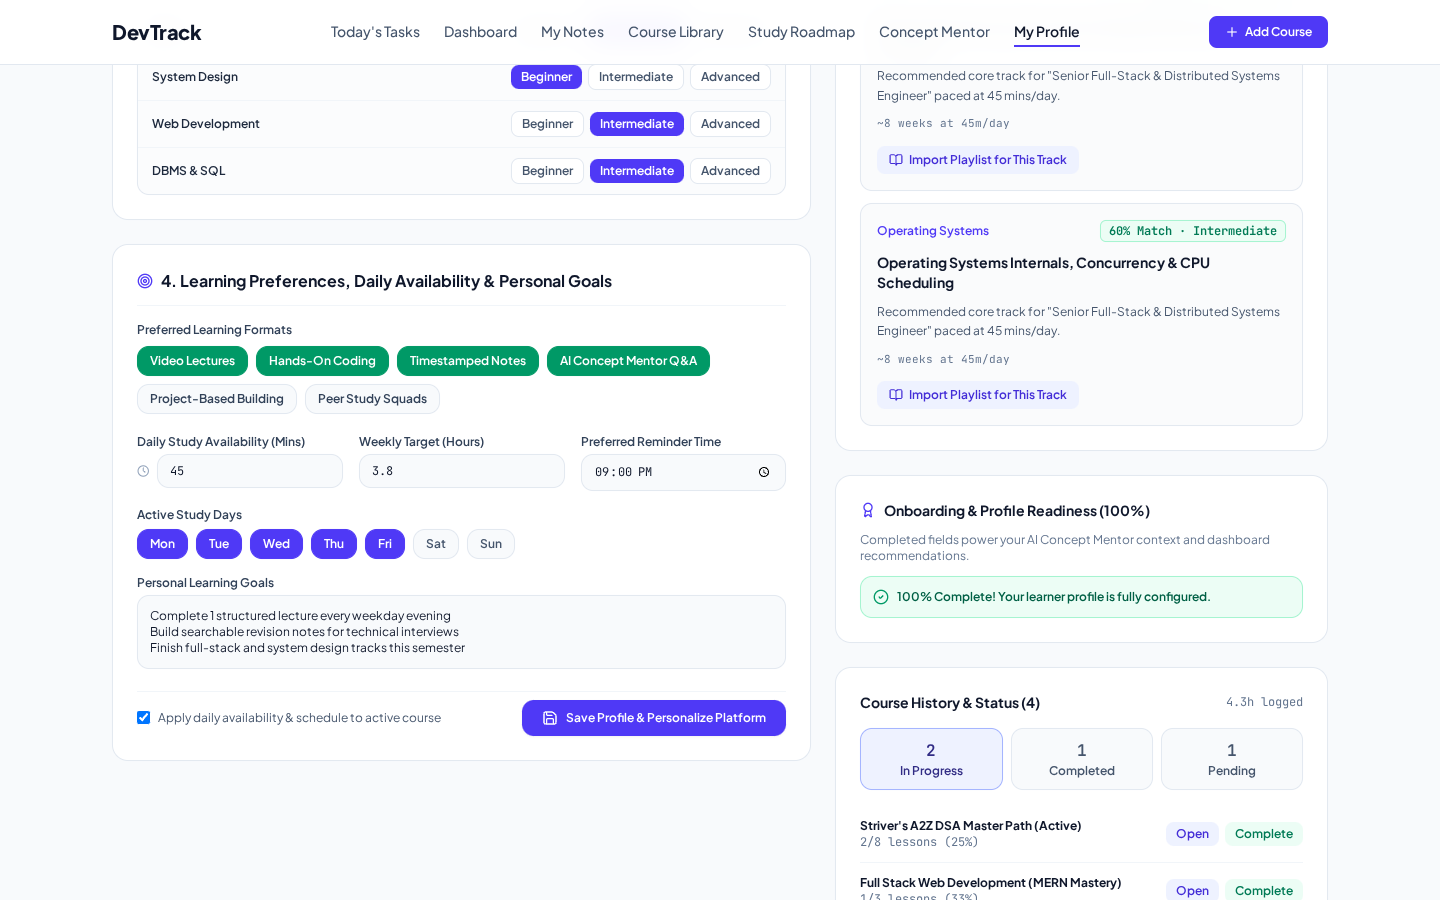 DevTrack
Today's Tasks
Dashboard
My Notes
Course Library
Study Roadmap
Concept Mentor
My Profile
Add Course
System Design
Beginner
Intermediate
Advanced
Web Development
Beginner
Intermediate
Advanced
DBMS & SQL
Beginner
Intermediate
Advanced
4. Learning Preferences, Daily Availability & Personal Goals
Preferred Learning Formats
Video Lectures
Hands-On Coding
Timestamped Notes
AI Concept Mentor Q&A
Project-Based Building
Peer Study Squads
Daily Study Availability (Mins)
Weekly Target (Hours)
Preferred Reminder Time
45
3.8
09:00 PM
Active Study Days
Mon
Tue
Wed
Thu
Fri
Sat
Sun
Personal Learning Goals
Complete 1 structured lecture every weekday evening
Build searchable revision notes for technical interviews
Finish full-stack and system design tracks this semester
Apply daily availability & schedule to active course
Save Profile & Personalize Platform
Recommended core track for "Senior Full-Stack & Distributed Systems
Engineer" paced at 45 mins/day.
~8 weeks at 45m/day
Import Playlist for This Track
Operating Systems
60% Match · Intermediate
Operating Systems Internals, Concurrency & CPU
Scheduling
Recommended core track for "Senior Full-Stack & Distributed Systems
Engineer" paced at 45 mins/day.
~8 weeks at 45m/day
Import Playlist for This Track
Onboarding & Profile Readiness (100%)
Completed fields power your AI Concept Mentor context and dashboard
recommendations.
100% Complete! Your learner profile is fully configured.
Course History & Status (4)
4.3h logged
2
In Progress
1
Completed
1
Pending
Striver's A2Z DSA Master Path (Active)
2/8 lessons (25%)
Open
Complete
Full Stack Web Development (MERN Mastery)
1/3 lessons (33%)
Open
Complete